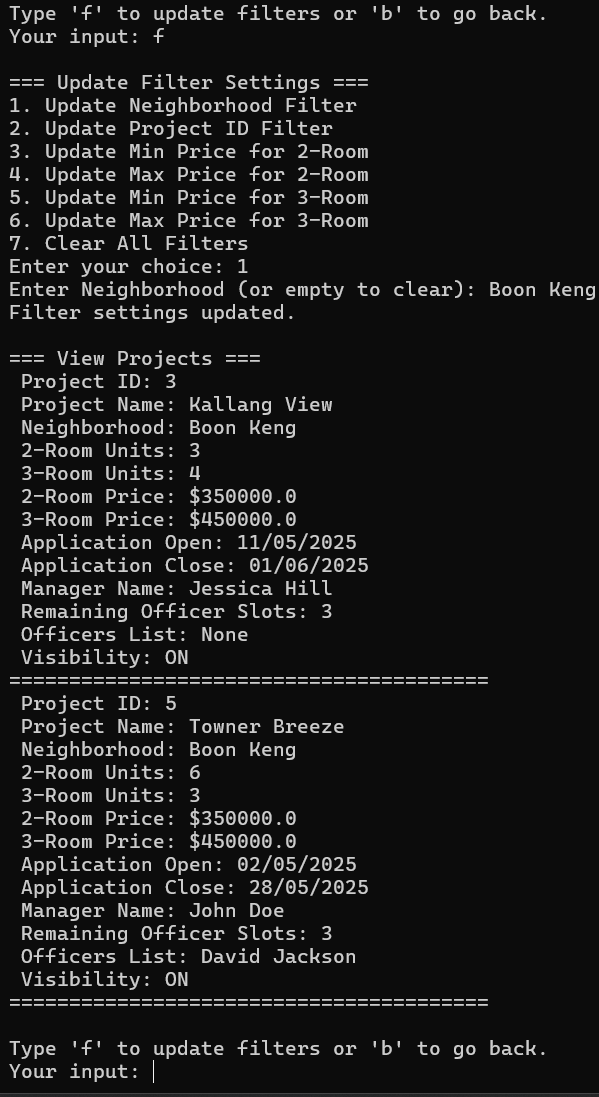 Type 'f' to update filters or 'b' to go back.
Your input: f
=== Update Filter Settings ===
1. Update Neighborhood Filter
2. Update Project ID Filter
3. Update Min Price for 2-Room
4. Update Max Price for 2-Room
5. Update Min Price for 3-Room
6. Update Max Price for 3-Room
7. Clear All Filters
Enter your choice: 1
Enter Neighborhood (or empty to clear): Boon Keng
Filter settings updated.
=== View Projects ===
Project ID: 3
Project Name: Kallang View
Neighborhood: Boon Keng
2-Room Units: 3
3-Room Units: 4
2-Room Price: $350000.0
3-Room Price: $450000.0
Application Open: 11/05/2025
Application Close: 01/06/2025
Manager Name: Jessica Hill
Remaining Officer Slots: 3
Officers List: None
Visibility: ON
========================================
Project ID: 5
Project Name: Towner Breeze
Neighborhood: Boon Keng
2-Room Units: 6
3-Room Units: 3
2-Room Price: $350000.0
3-Room Price: $450000.0
Application Open: 02/05/2025
Application Close: 28/05/2025
Manager Name: John Doe
Remaining Officer Slots: 3
Officers List: David Jackson
Visibility: ON
========================================
Type 'f' to update filters or 'b' to go back.
Your input: